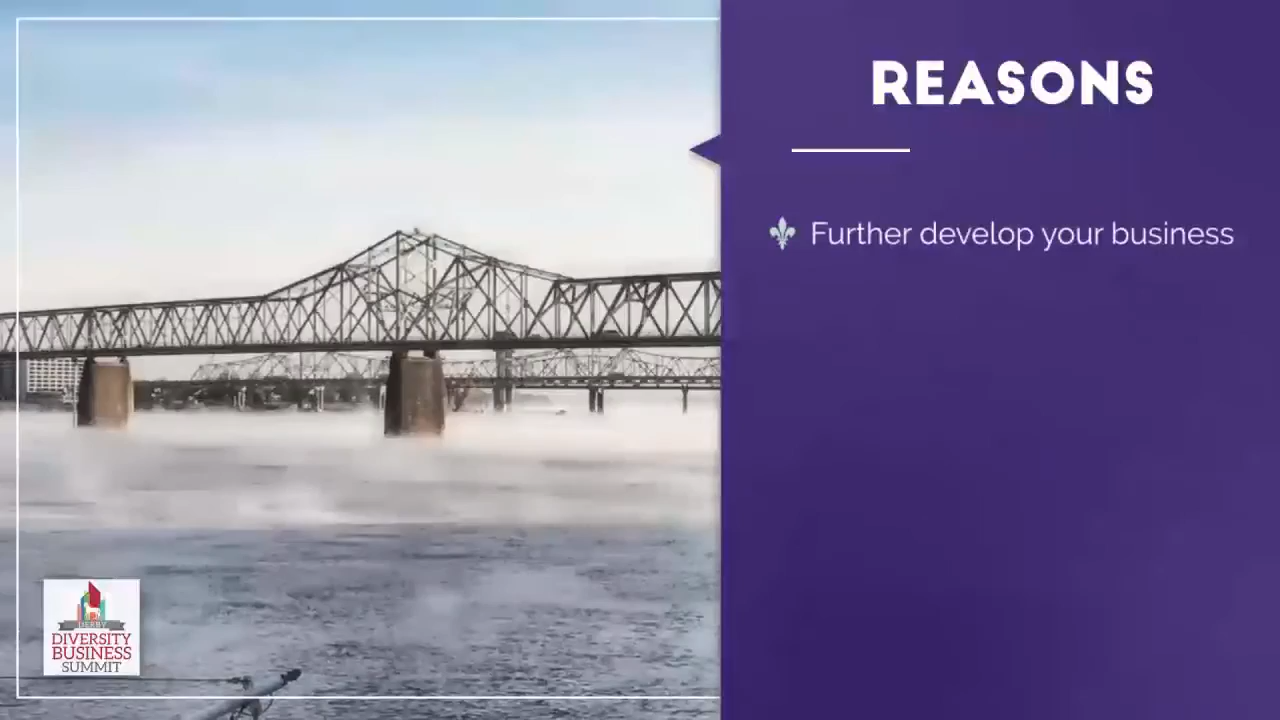 REASONS
Further develop your business
DERBY
DIVERSITY
BUSINESS
SUMMIT